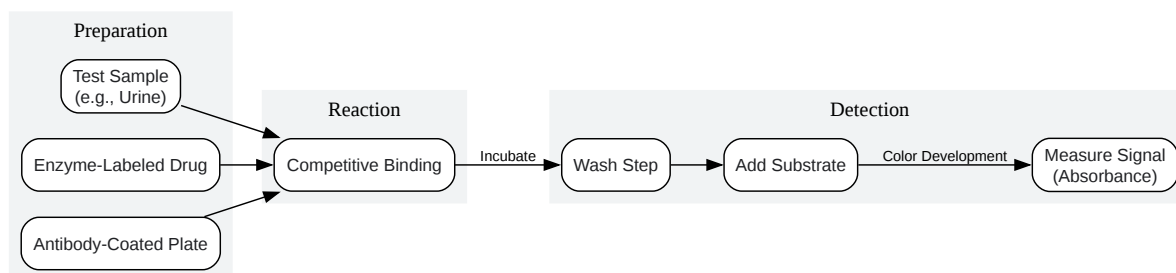 Preparation
Test Sample
(e.g., Urine)
Enzyme-Labeled Drug
Antibody-Coated Plate
Reaction
Competitive Binding
Incubate
Detection
Wash Step
Add Substrate
Color Development
Measure Signal
(Absorbance)